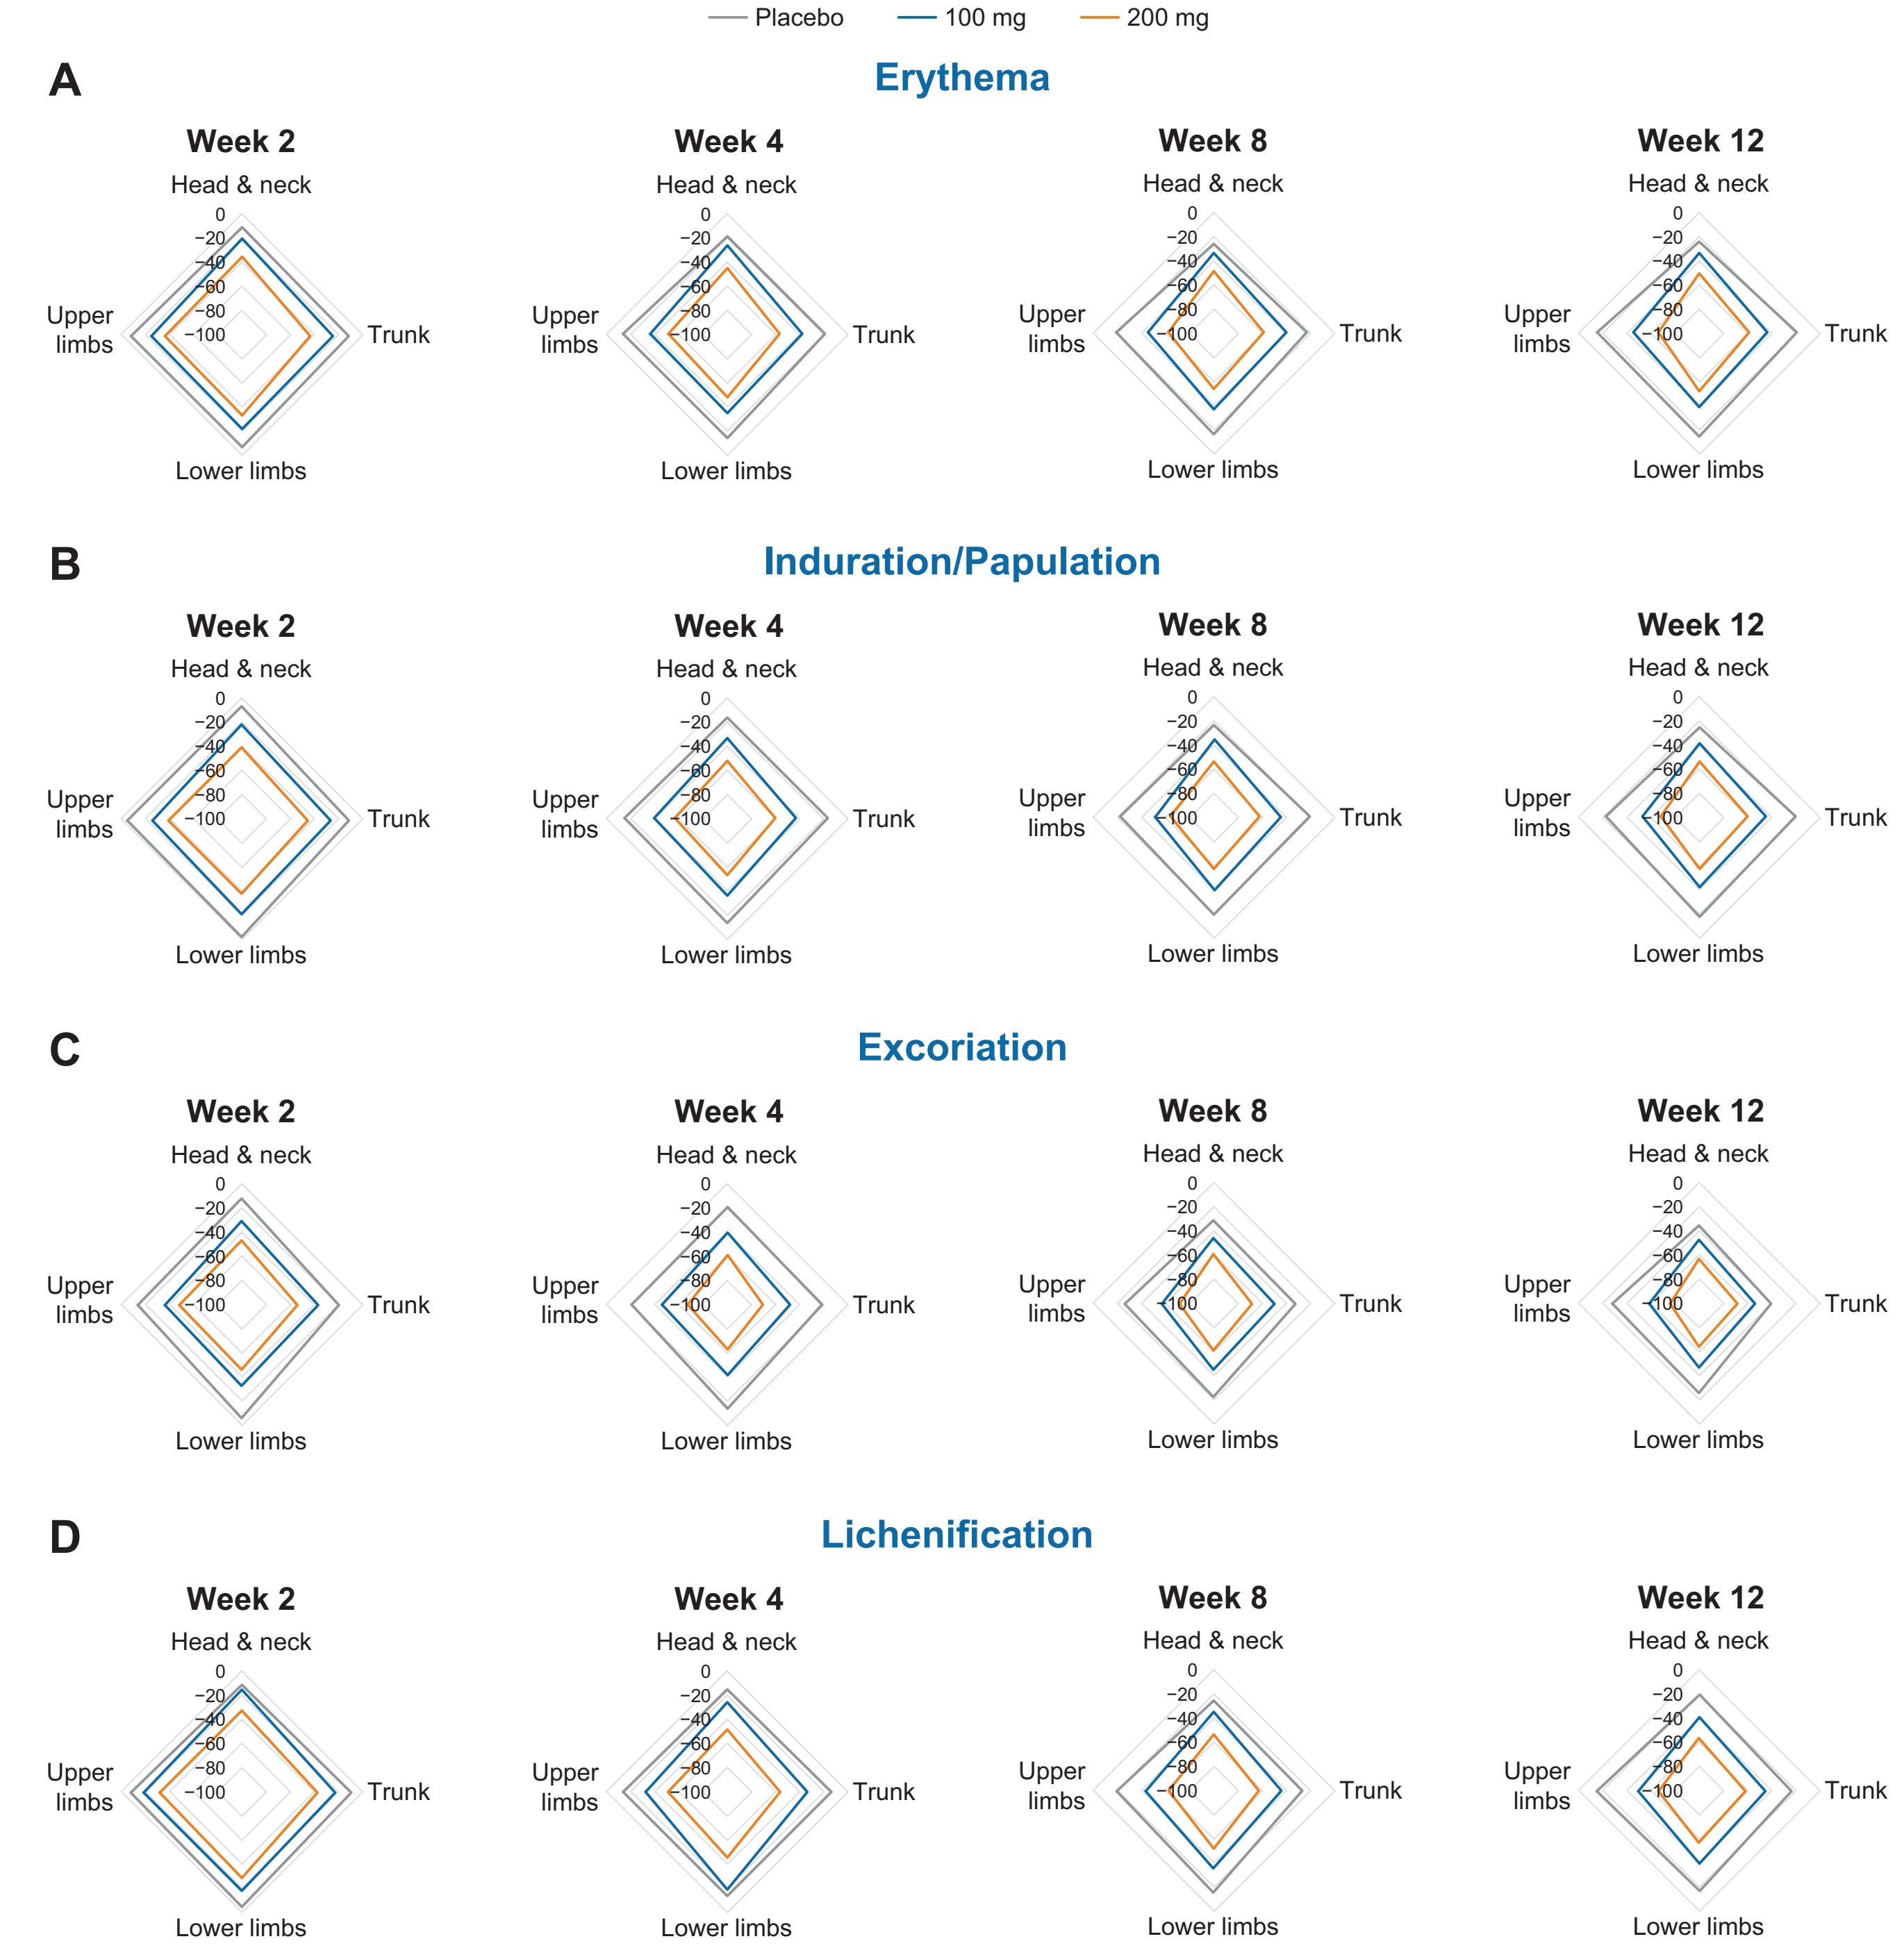 Placebo 100 mg 200 mg
A Erythema
Week 2 Week 4 Week 8 Week 12
Head & neck Head & neck Head & neck Head & neck
0 0 0 0
−20 −20 −20 −20
−40 −40 −40 −40
−60 −60 −60 −60
−80 −80 −80 −80
Upper limbs −100 Trunk Upper limbs −100 Trunk Upper limbs −100 Trunk Upper limbs −100 Trunk
Lower limbs Lower limbs Lower limbs Lower limbs
B Induration/Papulation
Week 2 Week 4 Week 8 Week 12
Head & neck Head & neck Head & neck Head & neck
0 0 0 0
−20 −20 −20 −20
−40 −40 −40 −40
−60 −60 −60 −60
−80 −80 −80 −80
Upper limbs −100 Trunk Upper limbs −100 Trunk Upper limbs −100 Trunk Upper limbs −100 Trunk
Lower limbs Lower limbs Lower limbs Lower limbs
C Excoriation
Week 2 Week 4 Week 8 Week 12
Head & neck Head & neck Head & neck Head & neck
0 0 0 0
−20 −20 −20 −20
−40 −40 −40 −40
−60 −60 −60 −60
−80 −80 −80 −80
Upper limbs −100 Trunk Upper limbs −100 Trunk Upper limbs −100 Trunk Upper limbs −100 Trunk
Lower limbs Lower limbs Lower limbs Lower limbs
D Lichenification
Week 2 Week 4 Week 8 Week 12
Head & neck Head & neck Head & neck Head & neck
0 0 0 0
−20 −20 −20 −20
−40 −40 −40 −40
−60 −60 −60 −60
−80 −80 −80 −80
Upper limbs −100 Trunk Upper limbs −100 Trunk Upper limbs −100 Trunk Upper limbs −100 Trunk
Lower limbs Lower limbs Lower limbs Lower limbs